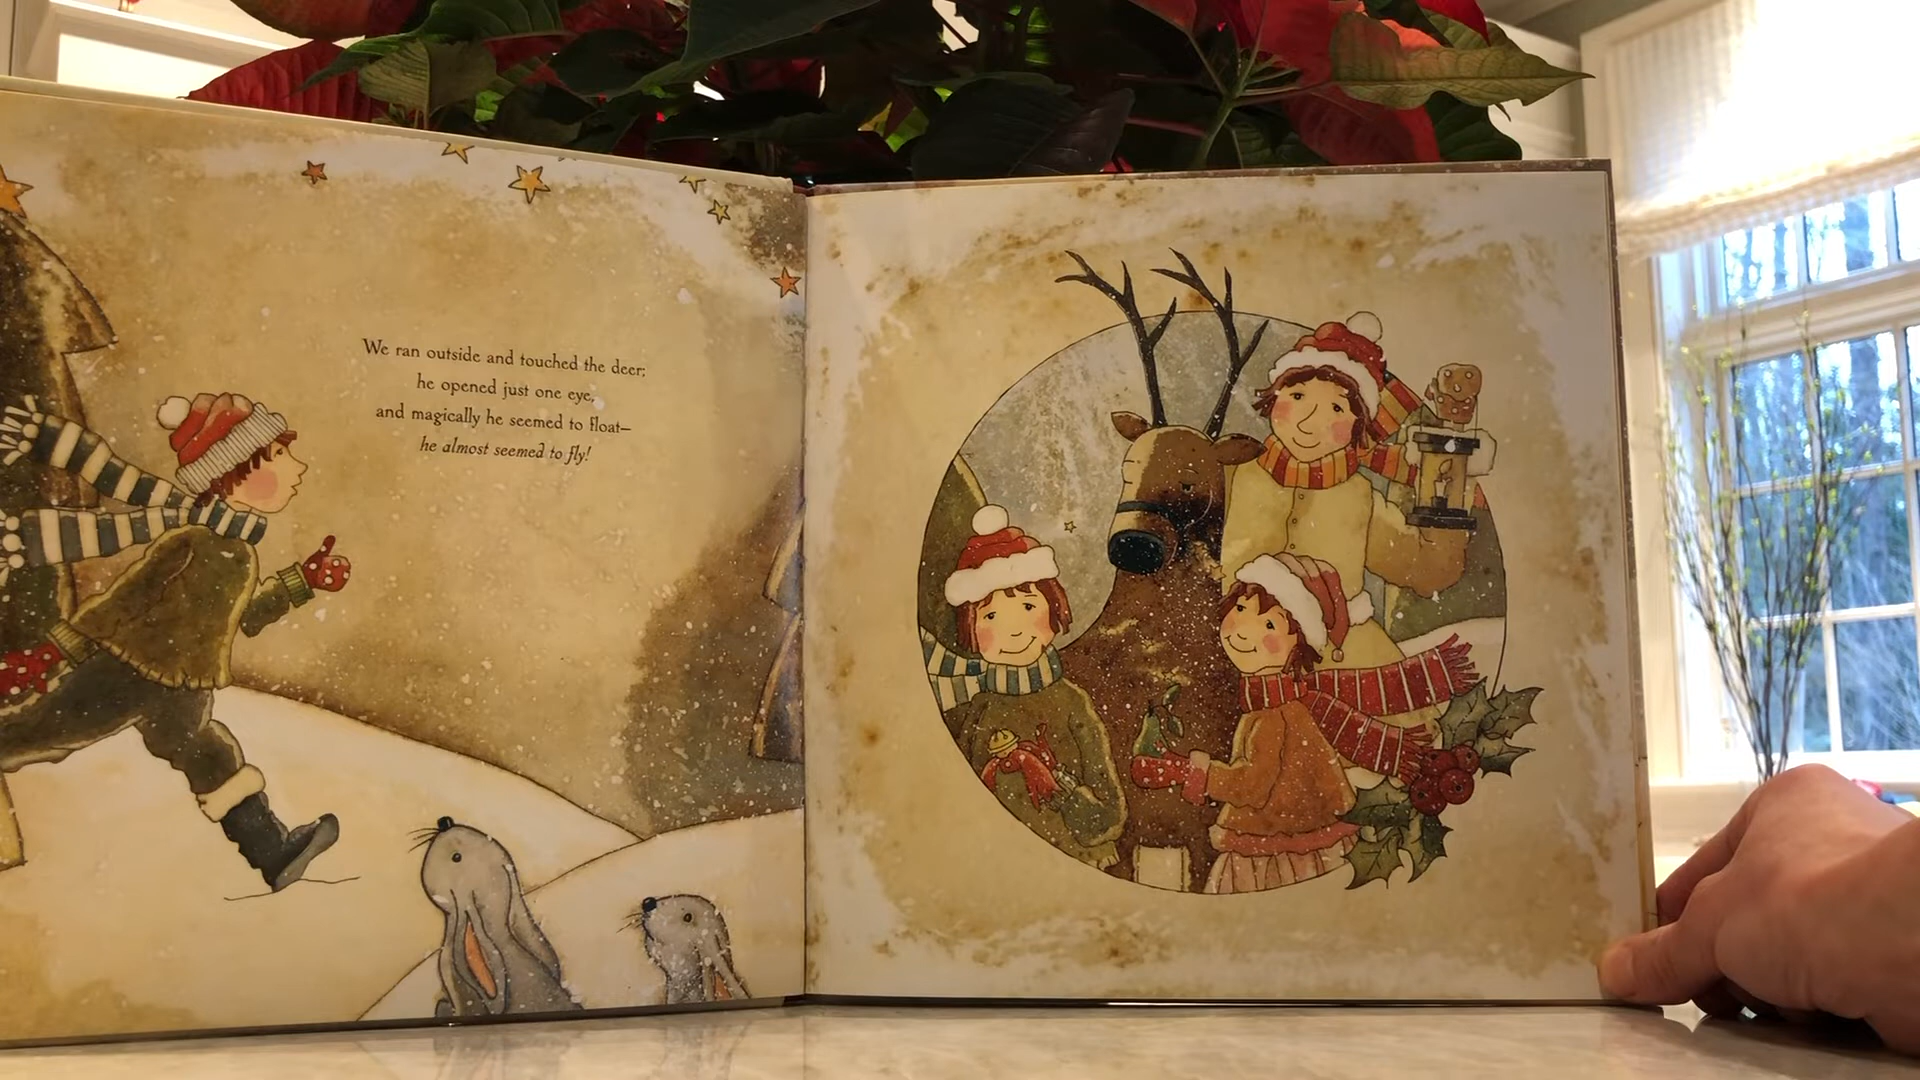 We ran outside and touched the deer;
he opened just one eye,
and magically he seemed to float—
he almost seemed to fly!